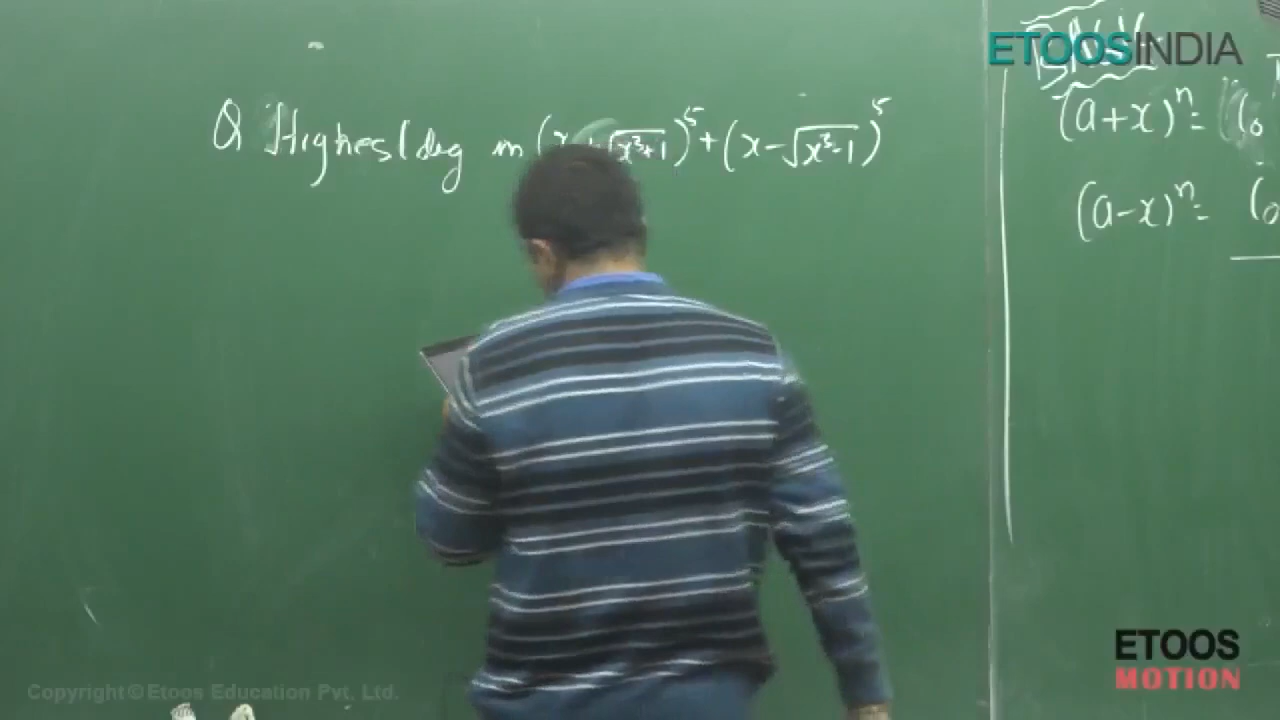 ETOOSINDIA
Q Highest deg in (x + √x³+1)⁵ + (x - √x³-1)⁵
(a+x)ⁿ =
(a-x)ⁿ =
ETOOS
MOTION
Copyright © Etoos Education Pvt. Ltd.